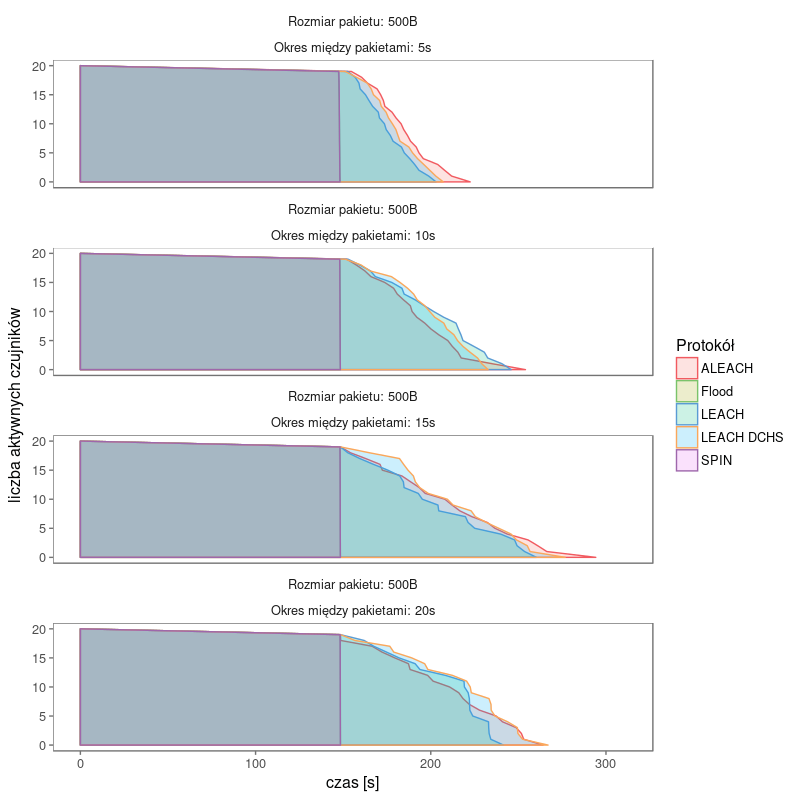 Rozmiar pakietu: 500B
Okres między pakietami: 5s
20
15
10
5
0
Rozmiar pakietu: 500B
Okres między pakietami: 10s
20
15
10
5
0
Rozmiar pakietu: 500B
Okres między pakietami: 15s
20
15
10
5
0
Rozmiar pakietu: 500B
Okres między pakietami: 20s
20
15
10
5
0
0 100 200 300
czas [s]
liczba aktywnych czujników
Protokół
ALEACH
Flood
LEACH
LEACH DCHS
SPIN